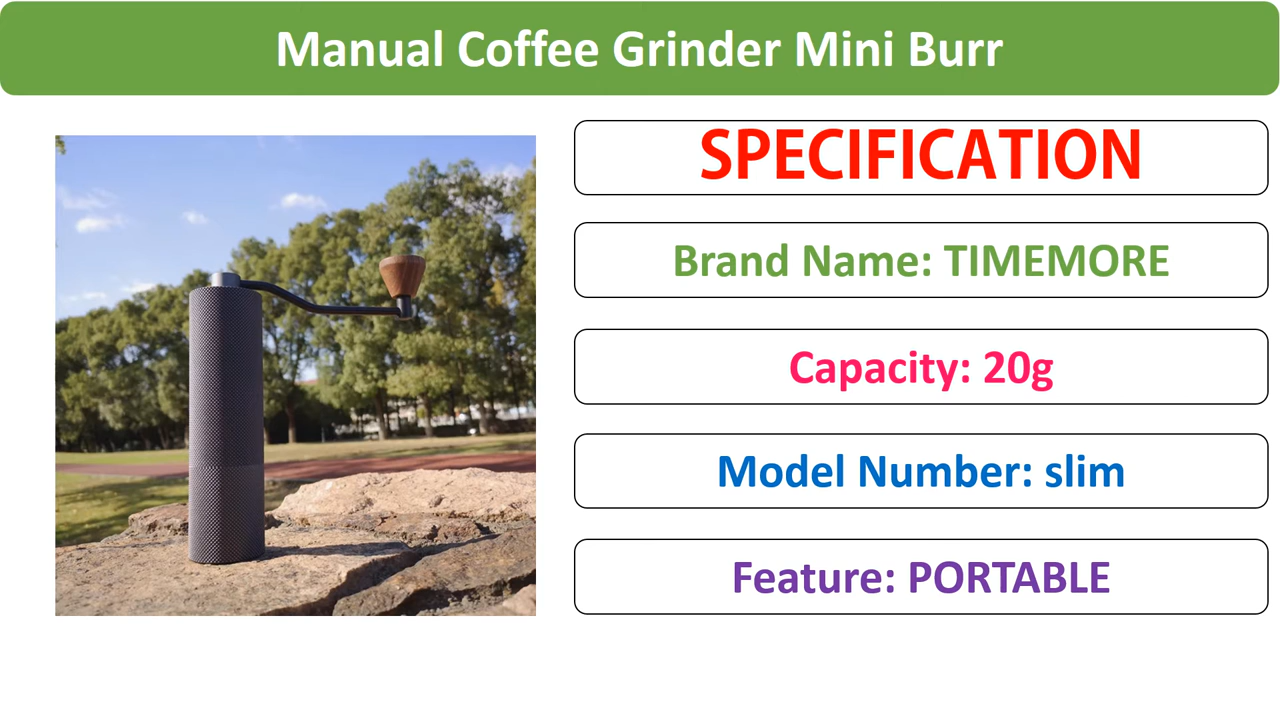 Manual Coffee Grinder Mini Burr
SPECIFICATION
Brand Name: TIMEMORE
Capacity: 20g
Model Number: slim
Feature: PORTABLE